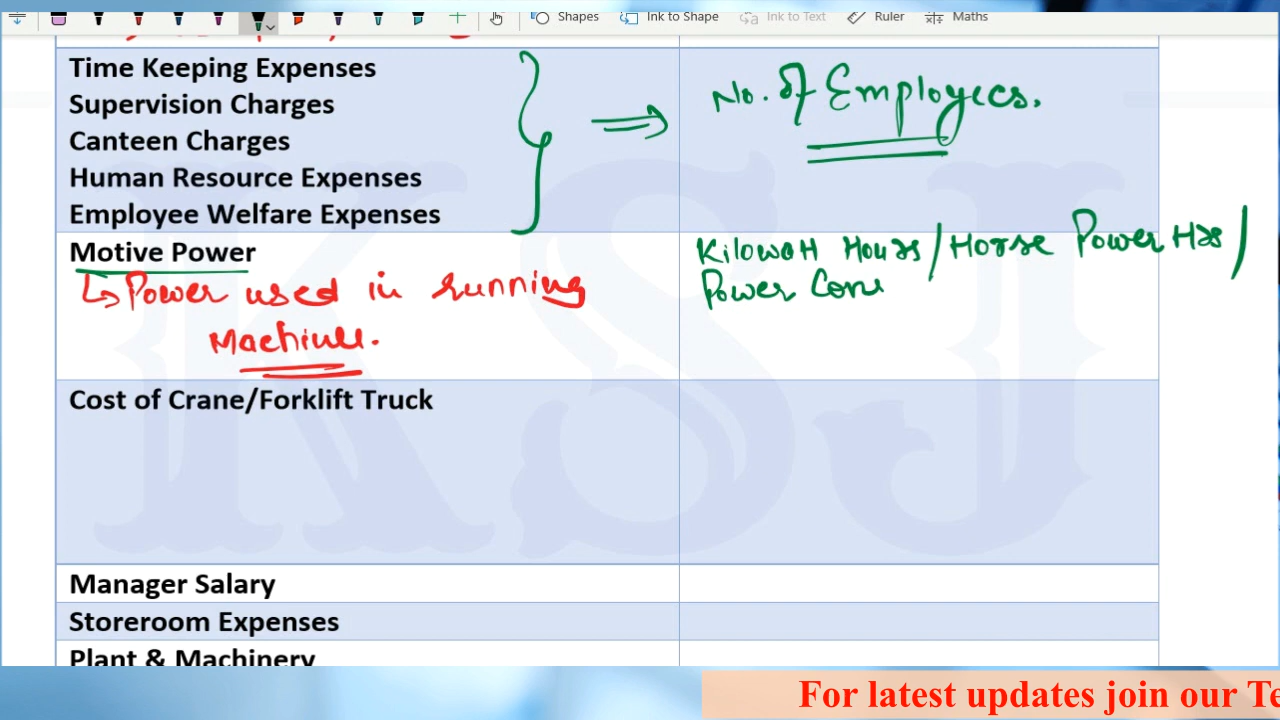 Shapes Ink to Shape Ink to Text Ruler Maths
Time Keeping Expenses
Supervision Charges
Canteen Charges
Human Resource Expenses
Employee Welfare Expenses
No. of Employees.
Motive Power
↳ Power used in running
Machine.
Kilowatt Hours / Horse Power Hrs /
Power Con
Cost of Crane/Forklift Truck
Manager Salary
Storeroom Expenses
Plant & Machinery
KSJ
For latest updates join our Te